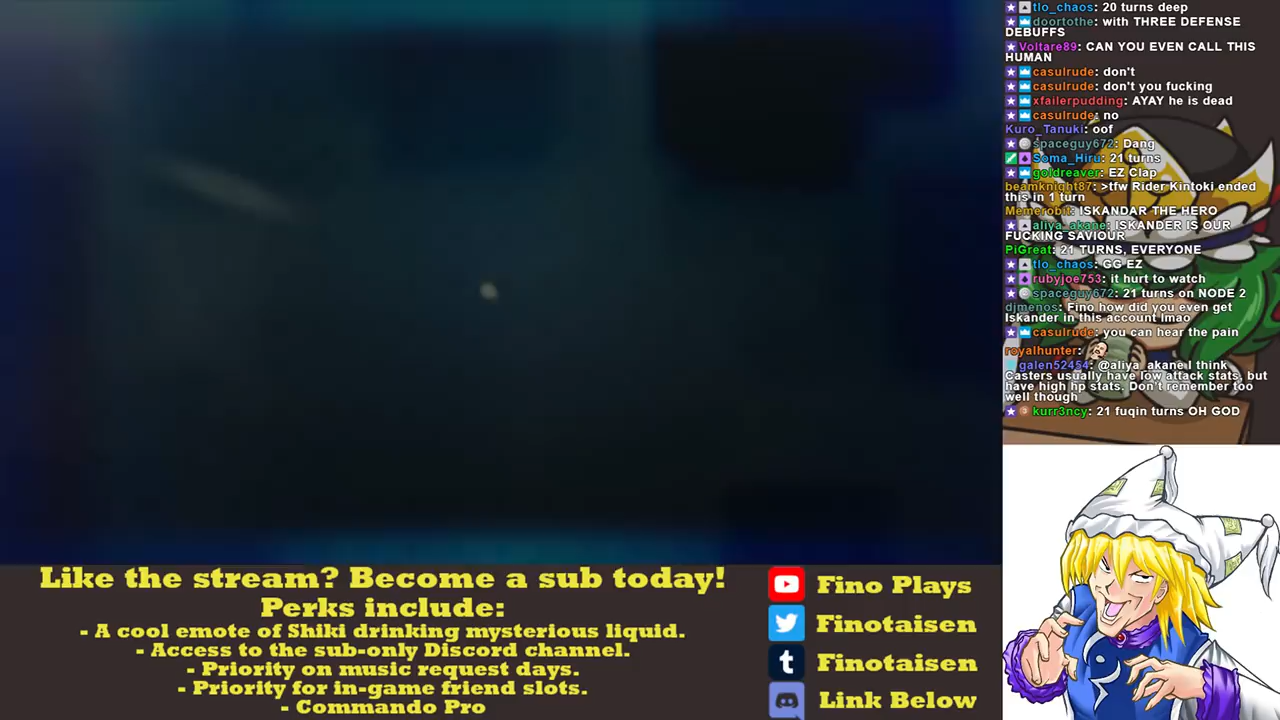 tlo_chaos: 20 turns deep
doortothe: with THREE DEFENSE
DEBUFFS
Voltare89: CAN YOU EVEN CALL THIS
HUMAN
casulrude: don't
casulrude: don't you fucking
xfailerpudding: AYAY he is dead
casulrude: no
Kuro_Tanuki: oof
spaceguy672: Dang
Soma_Hiru: 21 turns
goldreaver: EZ Clap
beamknight87: >tfw Rider Kintoki ended
this in 1 turn
Memerobit: ISKANDAR THE HERO
aliya_akane: ISKANDER IS OUR
FUCKING SAVIOUR
PiGreat: 21 TURNS, EVERYONE
tlo_chaos: GG EZ
rubyjoe753: it hurt to watch
spaceguy672: 21 turns on NODE 2
djmenos: Fino how did you even get
Iskander in this account lmao
casulrude: you can hear the pain
royalhunter:
galen52454: @aliya_akane I think
Casters usually have low attack stats, but
have high hp stats. Don't remember too
well though
kurr3ncy: 21 fuqin turns OH GOD
Like the stream? Become a sub today!
Perks include:
- A cool emote of Shiki drinking mysterious liquid.
- Access to the sub-only Discord channel.
- Priority on music request days.
- Priority for in-game friend slots.
- Commando Pro
Fino Plays
Finotaisen
Finotaisen
Link Below